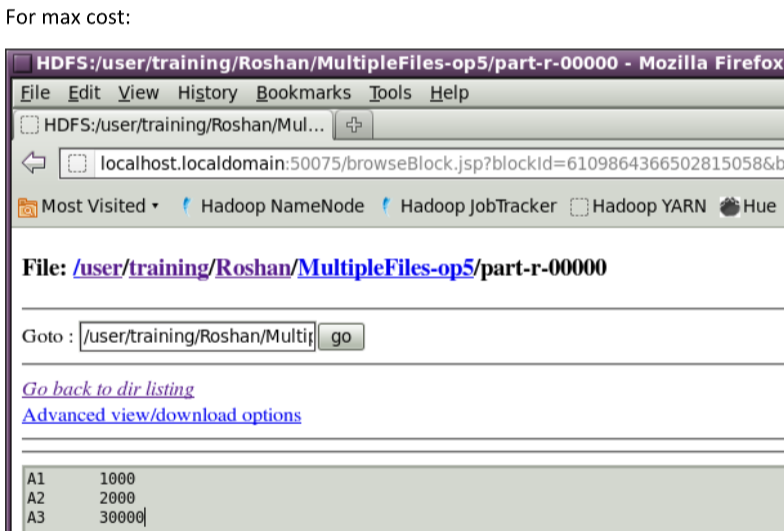 For max cost:
HDFS:/user/training/Roshan/MultipleFiles-op5/part-r-00000 - Mozilla Firefox
File Edit View History Bookmarks Tools Help
HDFS:/user/training/Roshan/Mul...
localhost.localdomain:50075/browseBlock.jsp?blockId=6109864366502815058&b
Most Visited Hadoop NameNode Hadoop JobTracker Hadoop YARN Hue
File: /user/training/Roshan/MultipleFiles-op5/part-r-00000
Goto : /user/training/Roshan/Multip go
Go back to dir listing
Advanced view/download options
A1 1000
A2 2000
A3 30000